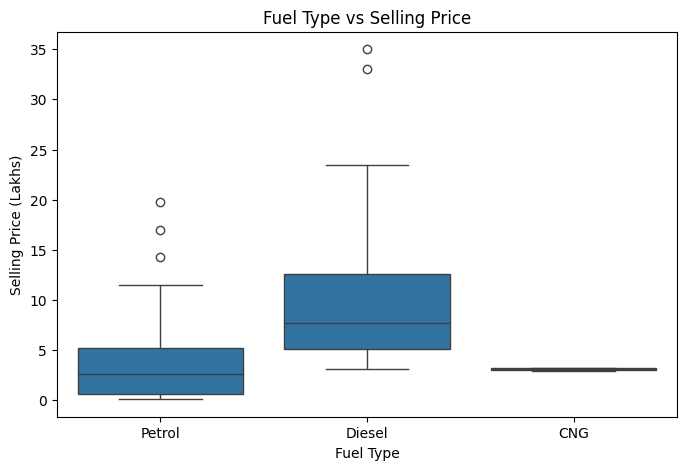 Fuel Type vs Selling Price
35
30
25
20
15
10
5
0
Selling Price (Lakhs)
Petrol Diesel CNG
Fuel Type